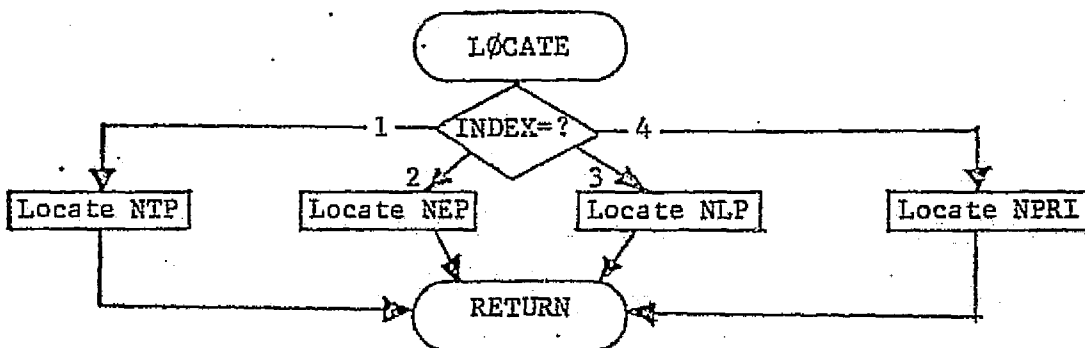 LØCATE
1
INDEX=?
4
2
3
Locate NTP
Locate NEP
Locate NLP
Locate NPRI
RETURN